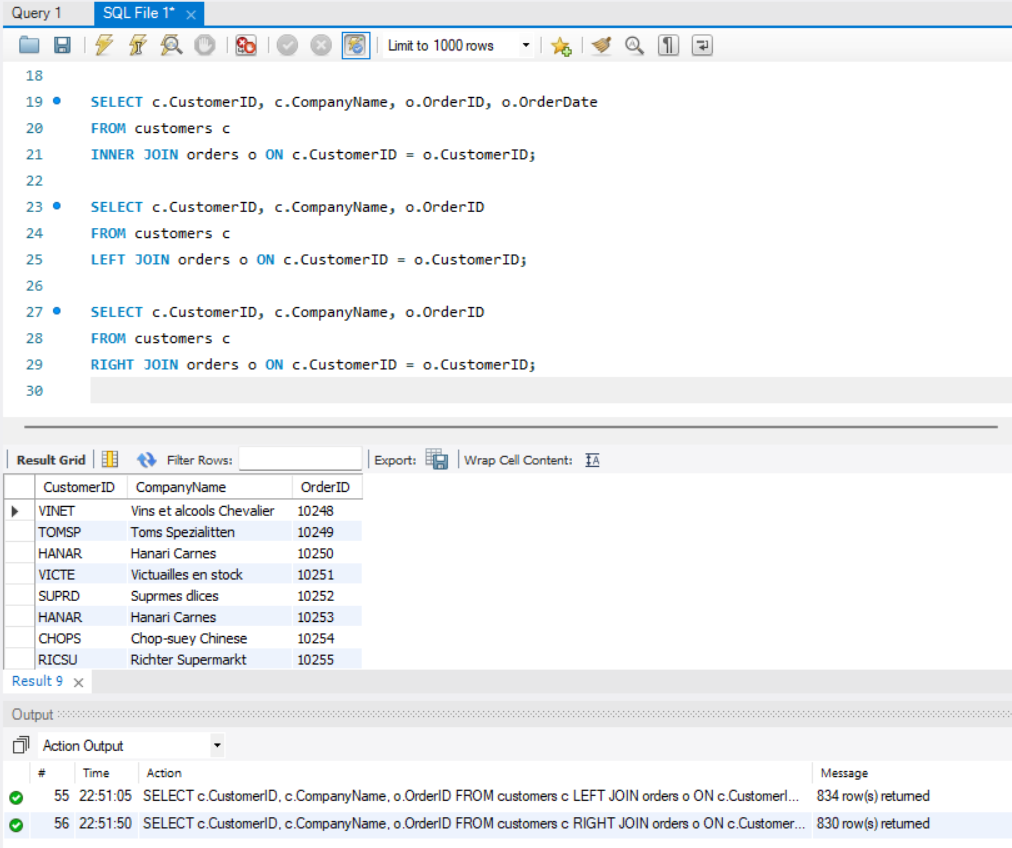 Query 1 SQL File 1* ×
Limit to 1000 rows
18
19 SELECT c.CustomerID, c.CompanyName, o.OrderID, o.OrderDate
20 FROM customers c
21 INNER JOIN orders o ON c.CustomerID = o.CustomerID;
22
23 SELECT c.CustomerID, c.CompanyName, o.OrderID
24 FROM customers c
25 LEFT JOIN orders o ON c.CustomerID = o.CustomerID;
26
27 SELECT c.CustomerID, c.CompanyName, o.OrderID
28 FROM customers c
29 RIGHT JOIN orders o ON c.CustomerID = o.CustomerID;
30
Result Grid Filter Rows: Export: Wrap Cell Content: IA
CustomerID CompanyName OrderID
VINET Vins et alcools Chevalier 10248
TOMSP Toms Spezialitten 10249
HANAR Hanari Carnes 10250
VICTE Victuailles en stock 10251
SUPRD Suprmes dlices 10252
HANAR Hanari Carnes 10253
CHOPS Chop-suey Chinese 10254
RICSU Richter Supermarkt 10255
Result 9 ×
Output
Action Output
# Time Action Message
55 22:51:05 SELECT c.CustomerID, c.CompanyName, o.OrderID FROM customers c LEFT JOIN orders o ON c.CustomerI... 834 row(s) returned
56 22:51:50 SELECT c.CustomerID, c.CompanyName, o.OrderID FROM customers c RIGHT JOIN orders o ON c.Customer... 830 row(s) returned